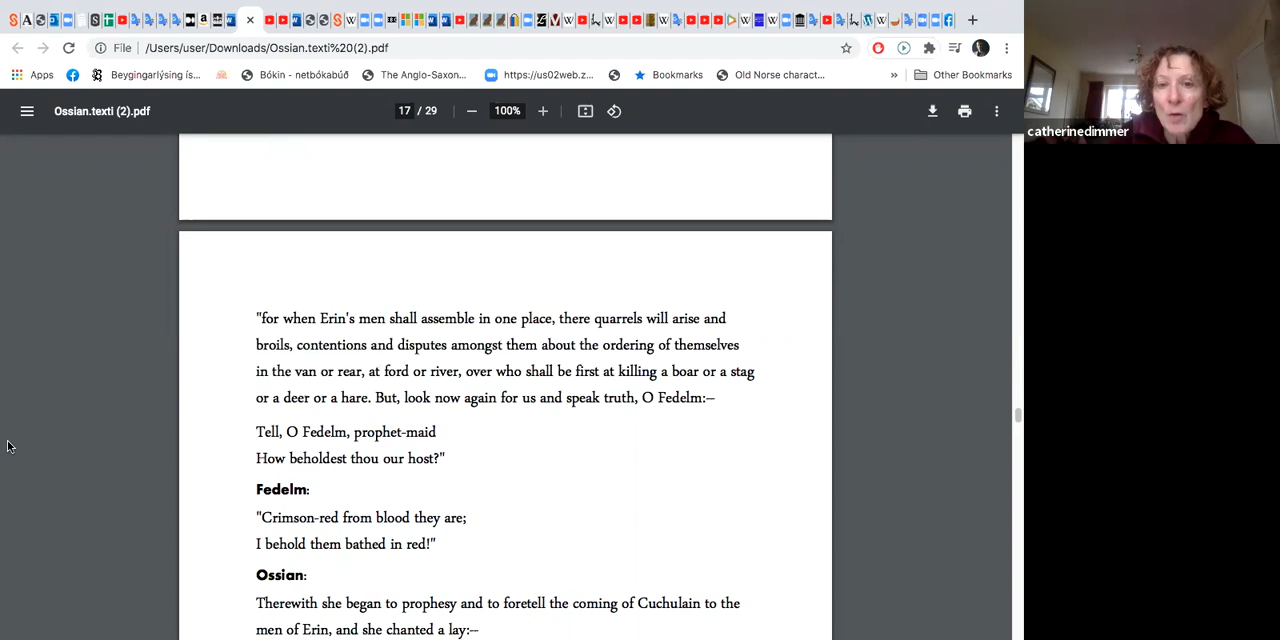 File /Users/user/Downloads/Ossian.texti%20(2).pdf
Apps Beygingarlýsing ís... Bókin - netbókabúð The Anglo-Saxon... https://us02web.z... Bookmarks Old Norse charact... » Other Bookmarks
Ossian.texti (2).pdf 17 / 29 — 100% +
catherinedimmer
"for when Erin's men shall assemble in one place, there quarrels will arise and
broils, contentions and disputes amongst them about the ordering of themselves
in the van or rear, at ford or river, over who shall be first at killing a boar or a stag
or a deer or a hare. But, look now again for us and speak truth, O Fedelm:—
Tell, O Fedelm, prophet-maid
How beholdest thou our host?"
Fedelm:
"Crimson-red from blood they are;
I behold them bathed in red!"
Ossian:
Therewith she began to prophesy and to foretell the coming of Cuchulain to the
men of Erin, and she chanted a lay:—